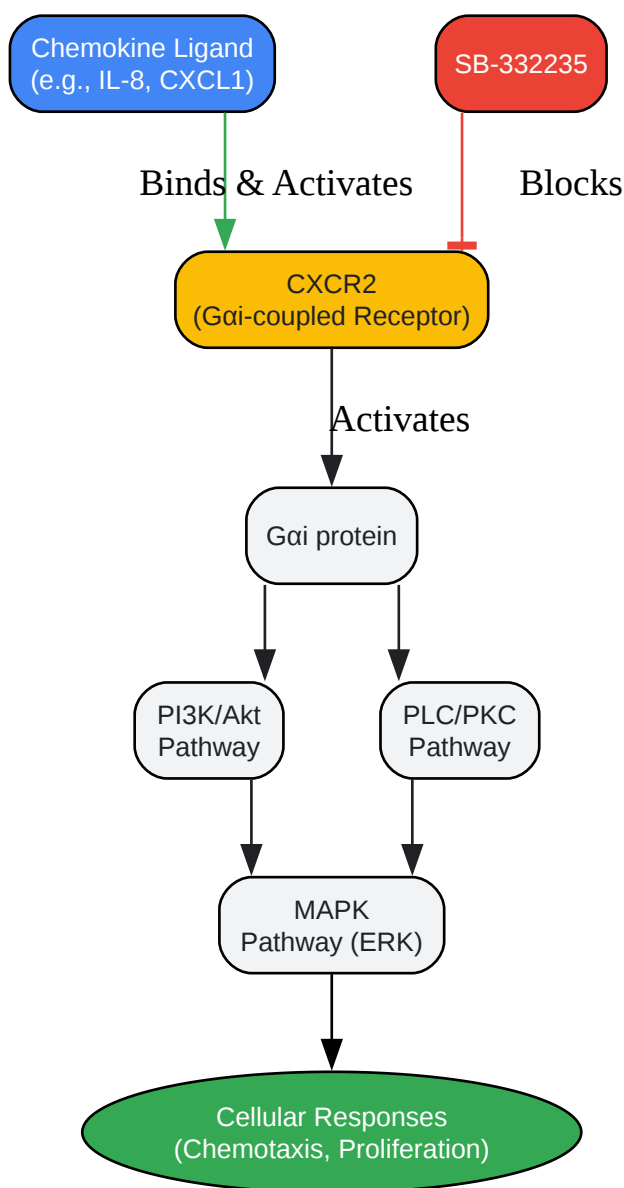 Chemokine Ligand
(e.g., IL-8, CXCL1)
SB-332235
Binds & Activates
Blocks
CXCR2
(Gαi-coupled Receptor)
Activates
Gαi protein
PI3K/Akt
Pathway
PLC/PKC
Pathway
MAPK
Pathway (ERK)
Cellular Responses
(Chemotaxis, Proliferation)